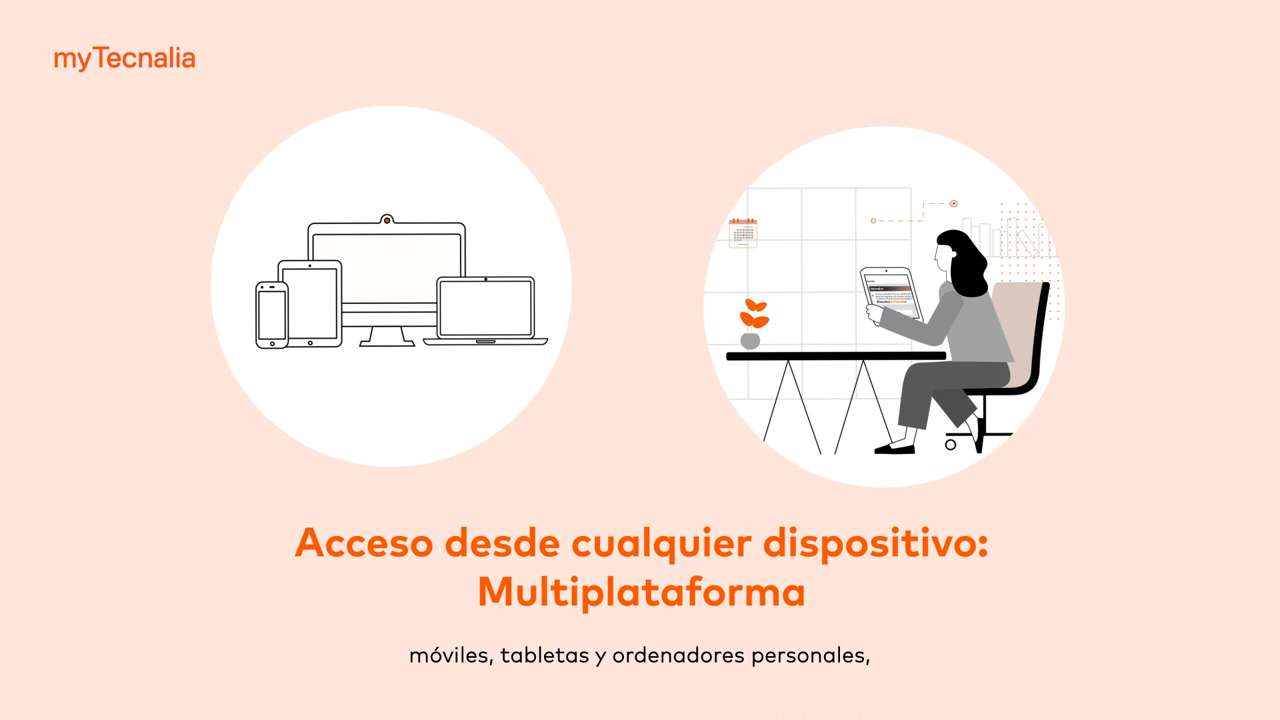 myTecnalia
Acceso desde cualquier dispositivo:
Multiplataforma
móviles, tabletas y ordenadores personales,